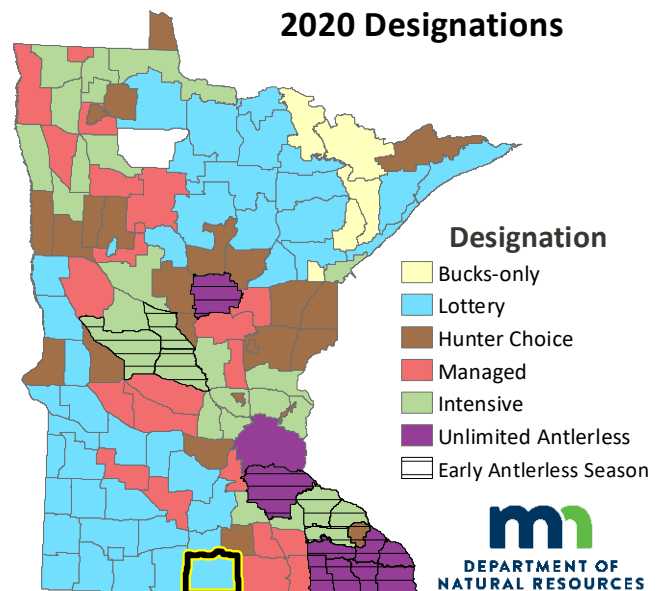 2020 Designations
Designation
Bucks-only
Lottery
Hunter Choice
Managed
Intensive
Unlimited Antlerless
Early Antlerless Season
DEPARTMENT OF
NATURAL RESOURCES